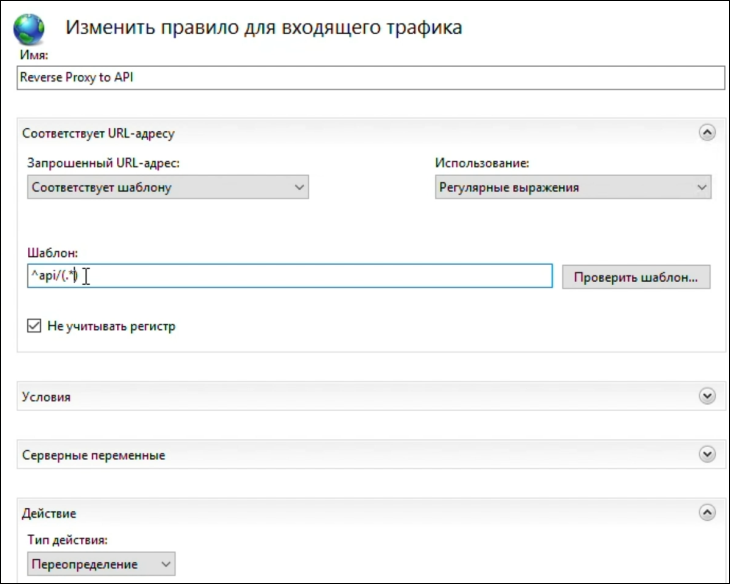 Изменить правило для входящего трафика
Имя:
Reverse Proxy to API
Соответствует URL-адресу
Запрошенный URL-адрес: Использование:
Соответствует шаблону Регулярные выражения
Шаблон:
^api/(.*) Проверить шаблон...
Не учитывать регистр
Условия
Серверные переменные
Действие
Тип действия:
Переопределение